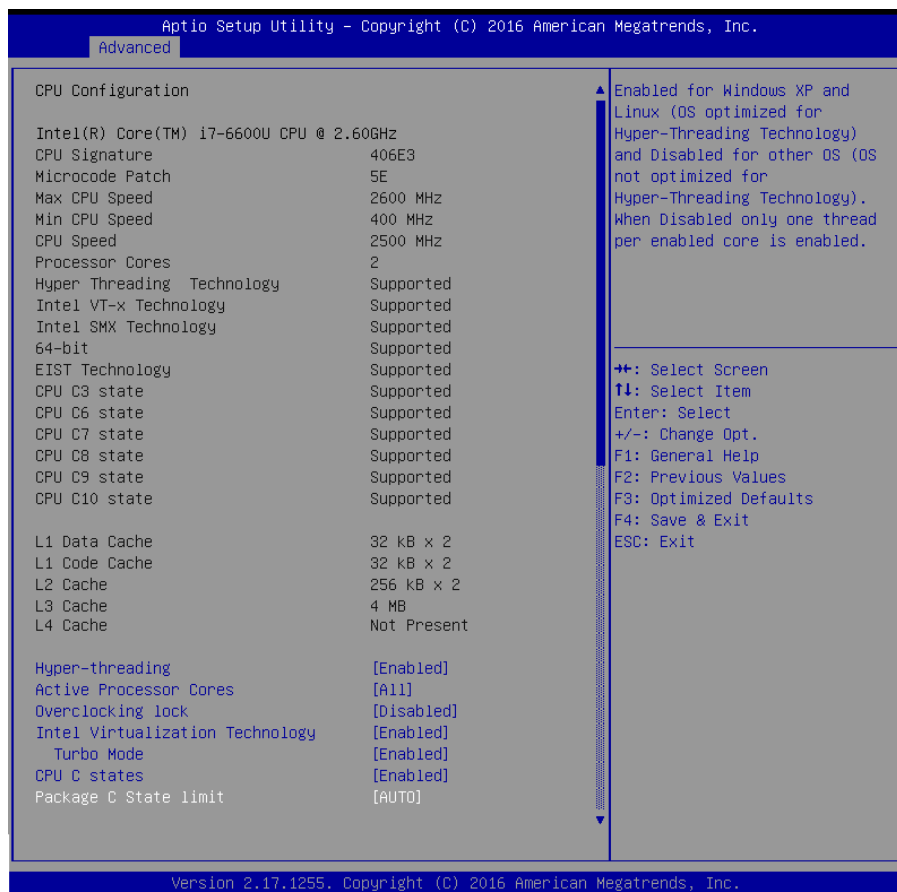 Aptio Setup Utility – Copyright (C) 2016 American Megatrends, Inc.
Advanced
CPU Configuration
Intel(R) Core(TM) i7-6600U CPU @ 2.60GHz
CPU Signature 406E3
Microcode Patch 5E
Max CPU Speed 2600 MHz
Min CPU Speed 400 MHz
CPU Speed 2500 MHz
Processor Cores 2
Hyper Threading Technology Supported
Intel VT-x Technology Supported
Intel SMX Technology Supported
64-bit Supported
EIST Technology Supported
CPU C3 state Supported
CPU C6 state Supported
CPU C7 state Supported
CPU C8 state Supported
CPU C9 state Supported
CPU C10 state Supported
L1 Data Cache 32 kB x 2
L1 Code Cache 32 kB x 2
L2 Cache 256 kB x 2
L3 Cache 4 MB
L4 Cache Not Present
Hyper-threading [Enabled]
Active Processor Cores [All]
Overclocking lock [Disabled]
Intel Virtualization Technology [Enabled]
Turbo Mode [Enabled]
CPU C states [Enabled]
Package C State limit [AUTO]
Enabled for Windows XP and
Linux (OS optimized for
Hyper-Threading Technology)
and Disabled for other OS (OS
not optimized for
Hyper-Threading Technology).
When Disabled only one thread
per enabled core is enabled.
→←: Select Screen
↑↓: Select Item
Enter: Select
+/-: Change Opt.
F1: General Help
F2: Previous Values
F3: Optimized Defaults
F4: Save & Exit
ESC: Exit
Version 2.17.1255. Copyright (C) 2016 American Megatrends, Inc.